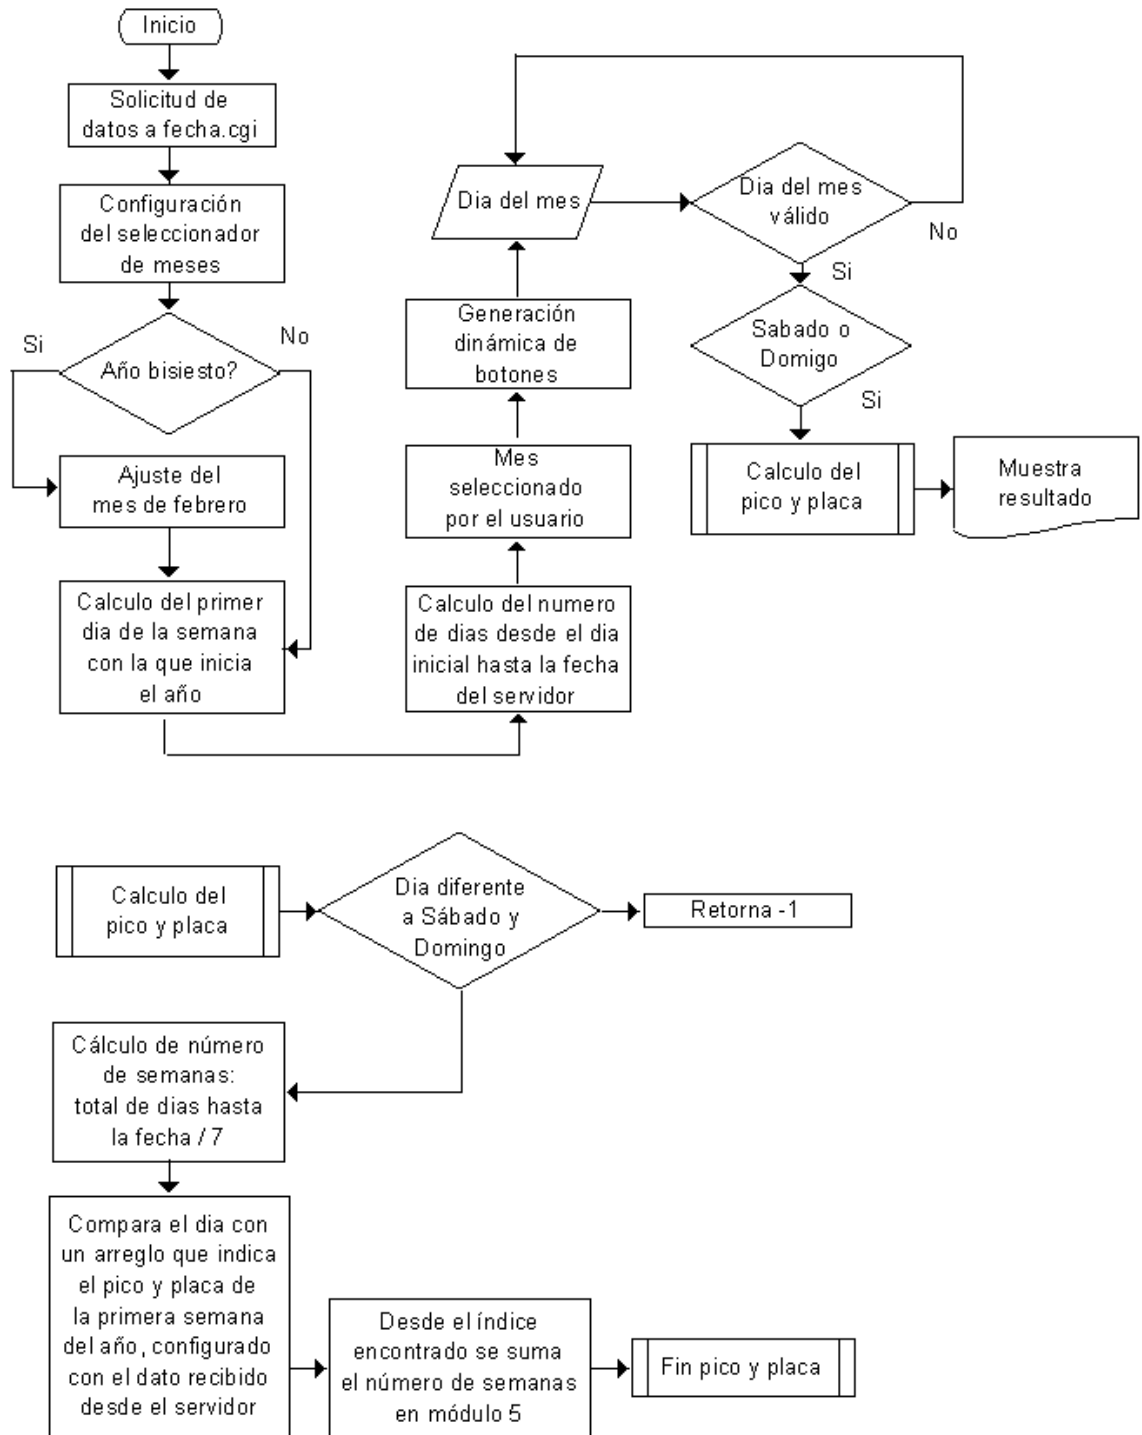 Inicio
Solicitud de
datos a fecha.cgi
Configuración
del seleccionador
de meses
Si
No
Año bisiesto?
Ajuste del
mes de febrero
Calculo del primer
dia de la semana
con la que inicia
el año
Calculo del numero
de dias desde el dia
inicial hasta la fecha
del servidor
Mes
seleccionado
por el usuario
Generación
dinámica de
botones
Dia del mes
Dia del mes
válido
No
Si
Sabado o
Domigo
Si
Calculo del
pico y placa
Muestra
resultado
Calculo del
pico y placa
Dia diferente
a Sábado y
Domingo
Retorna -1
Cálculo de número
de semanas:
total de dias hasta
la fecha / 7
Compara el dia con
un arreglo que indica
el pico y placa de
la primera semana
del año, configurado
con el dato recibido
desde el servidor
Desde el índice
encontrado se suma
el número de semanas
en módulo 5
Fin pico y placa